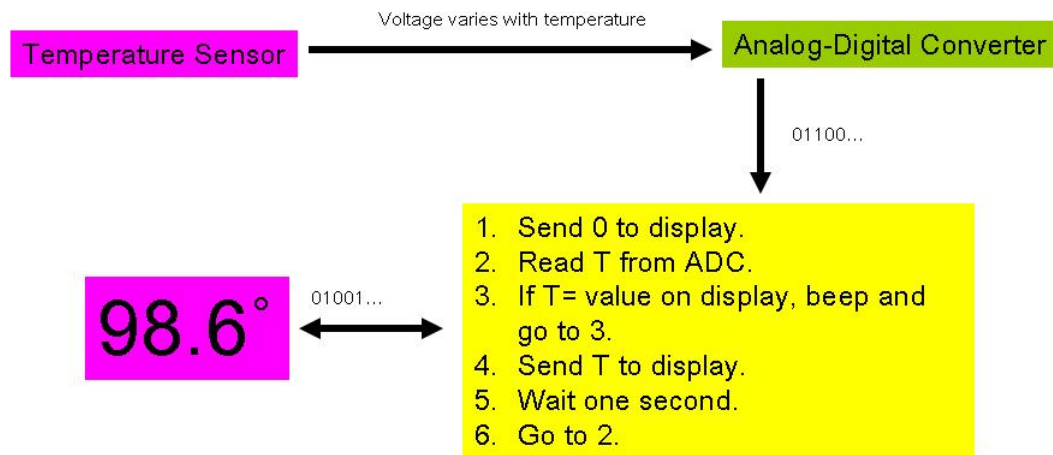 Voltage varies with temperature
Temperature Sensor
Analog-Digital Converter
01100...
1. Send 0 to display.
2. Read T from ADC.
3. If T= value on display, beep and
go to 3.
4. Send T to display.
5. Wait one second.
6. Go to 2.
01001...
98.6°